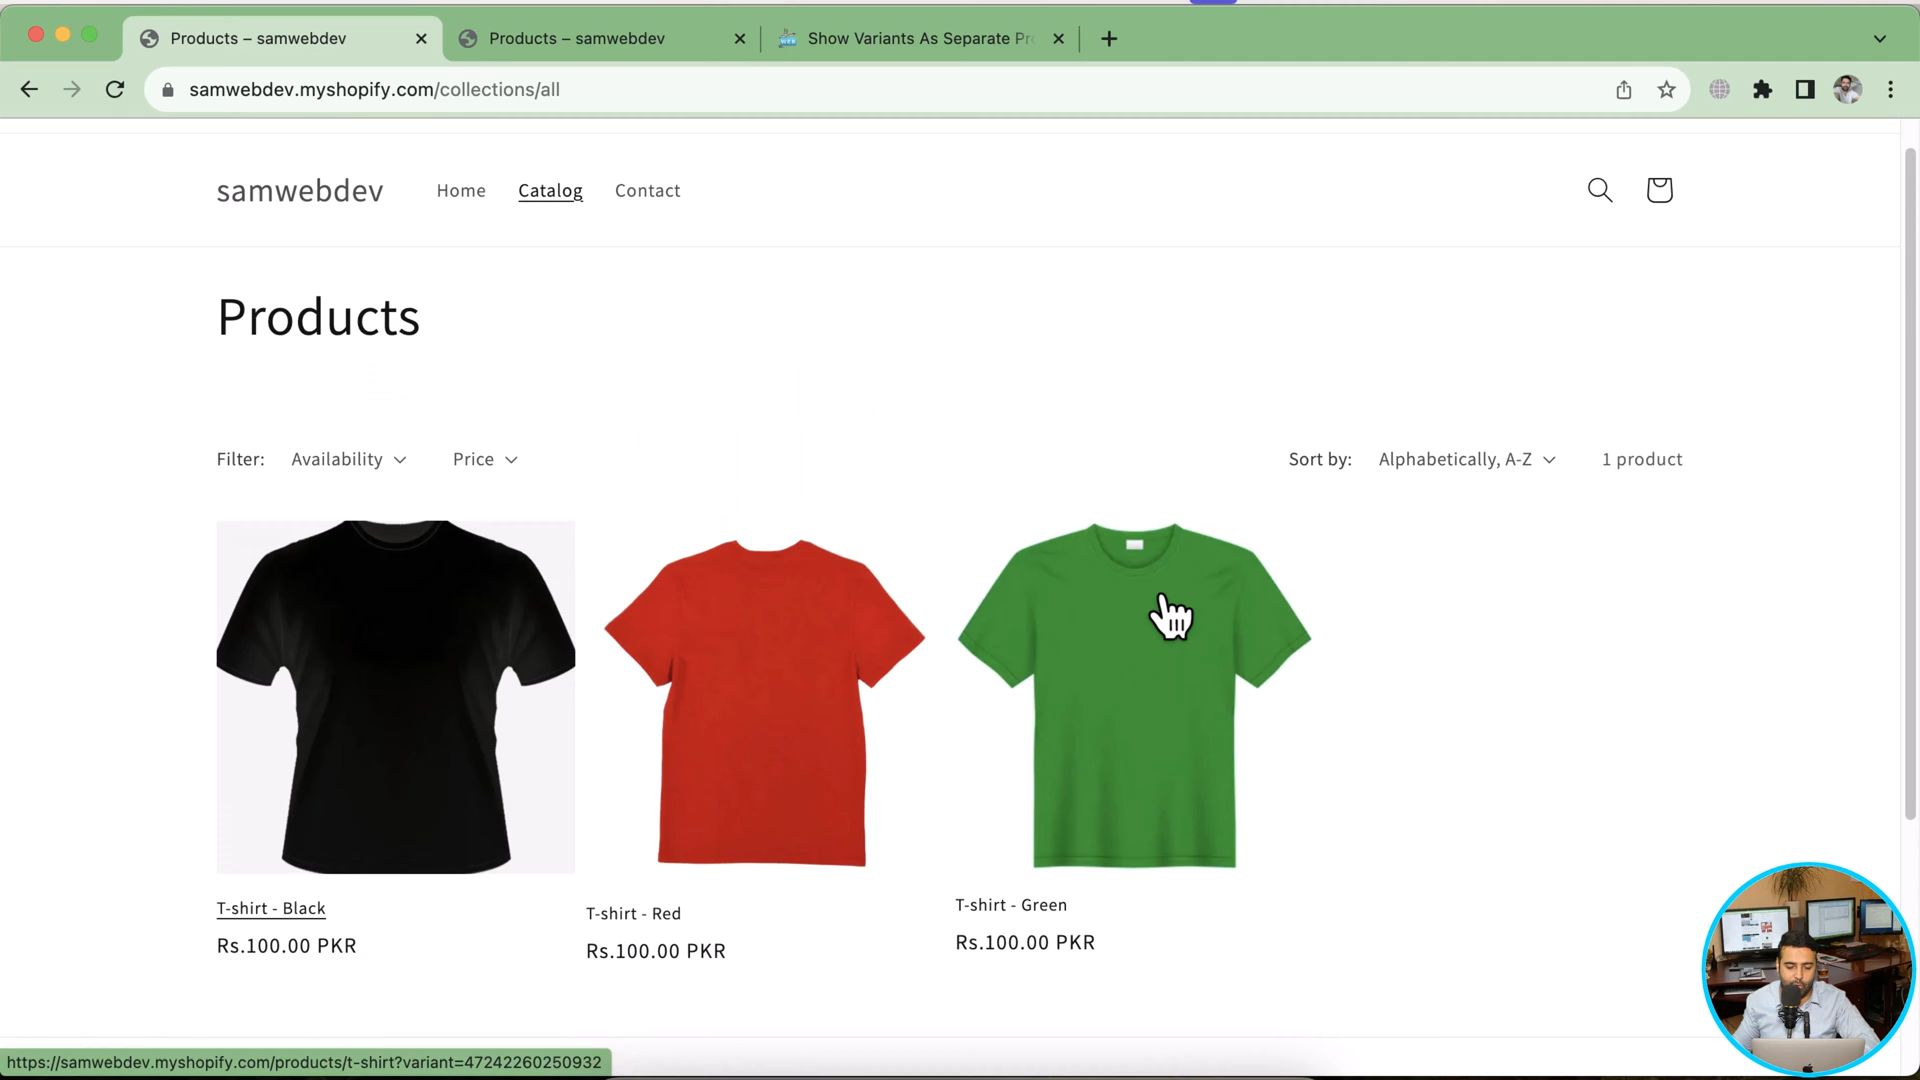 Products – samwebdev
Products – samwebdev
Show Variants As Separate Pr
samwebdev.myshopify.com/collections/all
samwebdev
Home
Catalog
Contact
Products
Filter:
Availability
Price
Sort by:
Alphabetically, A-Z
1 product
T-shirt - Black
Rs.100.00 PKR
T-shirt - Red
Rs.100.00 PKR
T-shirt - Green
Rs.100.00 PKR
https://samwebdev.myshopify.com/products/t-shirt?variant=47242260250932